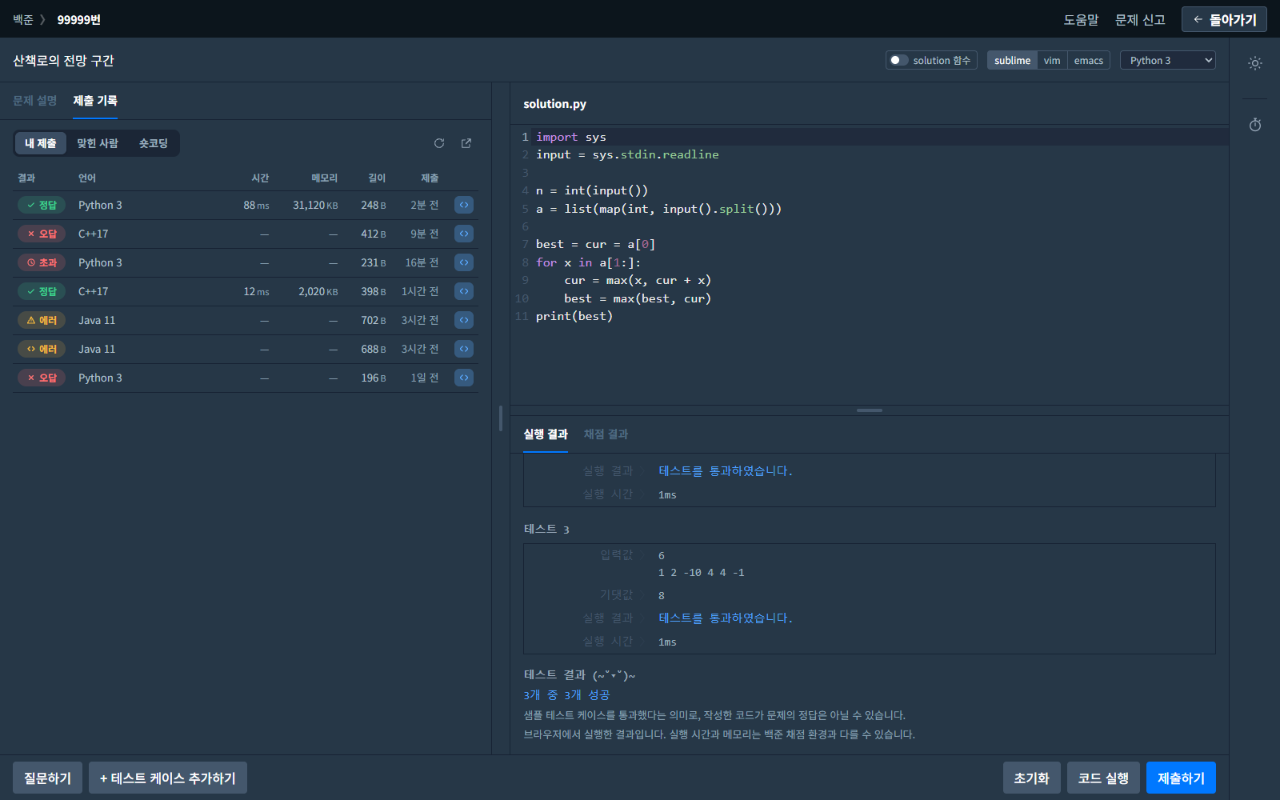 백준 〉 99999번
도움말 문제 신고 ← 돌아가기
산책로의 전망 구간
solution 함수 sublime vim emacs Python 3
문제 설명 제출 기록
내 제출 맞힌 사람 숏코딩
결과 언어 시간 메모리 길이 제출
정답 Python 3 88 ms 31,120 KB 248 B 2분 전
오답 C++17 — — 412 B 9분 전
초과 Python 3 — — 231 B 16분 전
정답 C++17 12 ms 2,020 KB 398 B 1시간 전
에러 Java 11 — — 702 B 3시간 전
에러 Java 11 — — 688 B 3시간 전
오답 Python 3 — — 196 B 1일 전
solution.py
1 import sys
2 input = sys.stdin.readline
3
4 n = int(input())
5 a = list(map(int, input().split()))
6
7 best = cur = a[0]
8 for x in a[1:]:
9     cur = max(x, cur + x)
10     best = max(best, cur)
11 print(best)
실행 결과 채점 결과
실행 결과 테스트를 통과하였습니다.
실행 시간 1ms
테스트 3
입력값 6
1 2 -10 4 4 -1
기댓값 8
실행 결과 테스트를 통과하였습니다.
실행 시간 1ms
테스트 결과 (~˘▾˘)~
3개 중 3개 성공
샘플 테스트 케이스를 통과했다는 의미로, 작성한 코드가 문제의 정답은 아닐 수 있습니다.
브라우저에서 실행한 결과입니다. 실행 시간과 메모리는 백준 채점 환경과 다를 수 있습니다.
질문하기 + 테스트 케이스 추가하기 초기화 코드 실행 제출하기